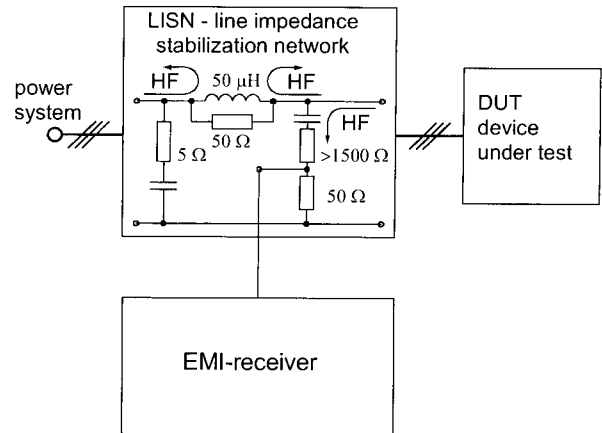 LISN - line impedance
stabilization network
HF
50 µH
HF
power
system
5 Ω
50 Ω
HF
>1500 Ω
50 Ω
DUT
device
under test
EMI-receiver